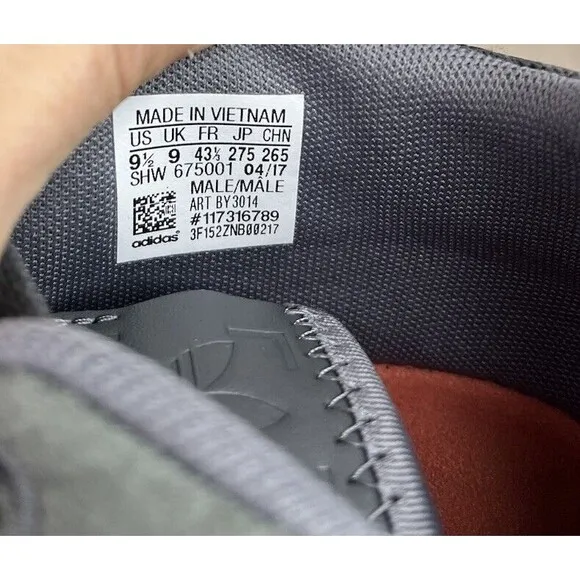 MADE IN VIETNAM
US UK FR JP CHN
9½ 9 43⅓ 275 265
SHW 675001 04/17
MALE/MÂLE
ART BY3014
#117316789
3F152ZNB00217
adidas